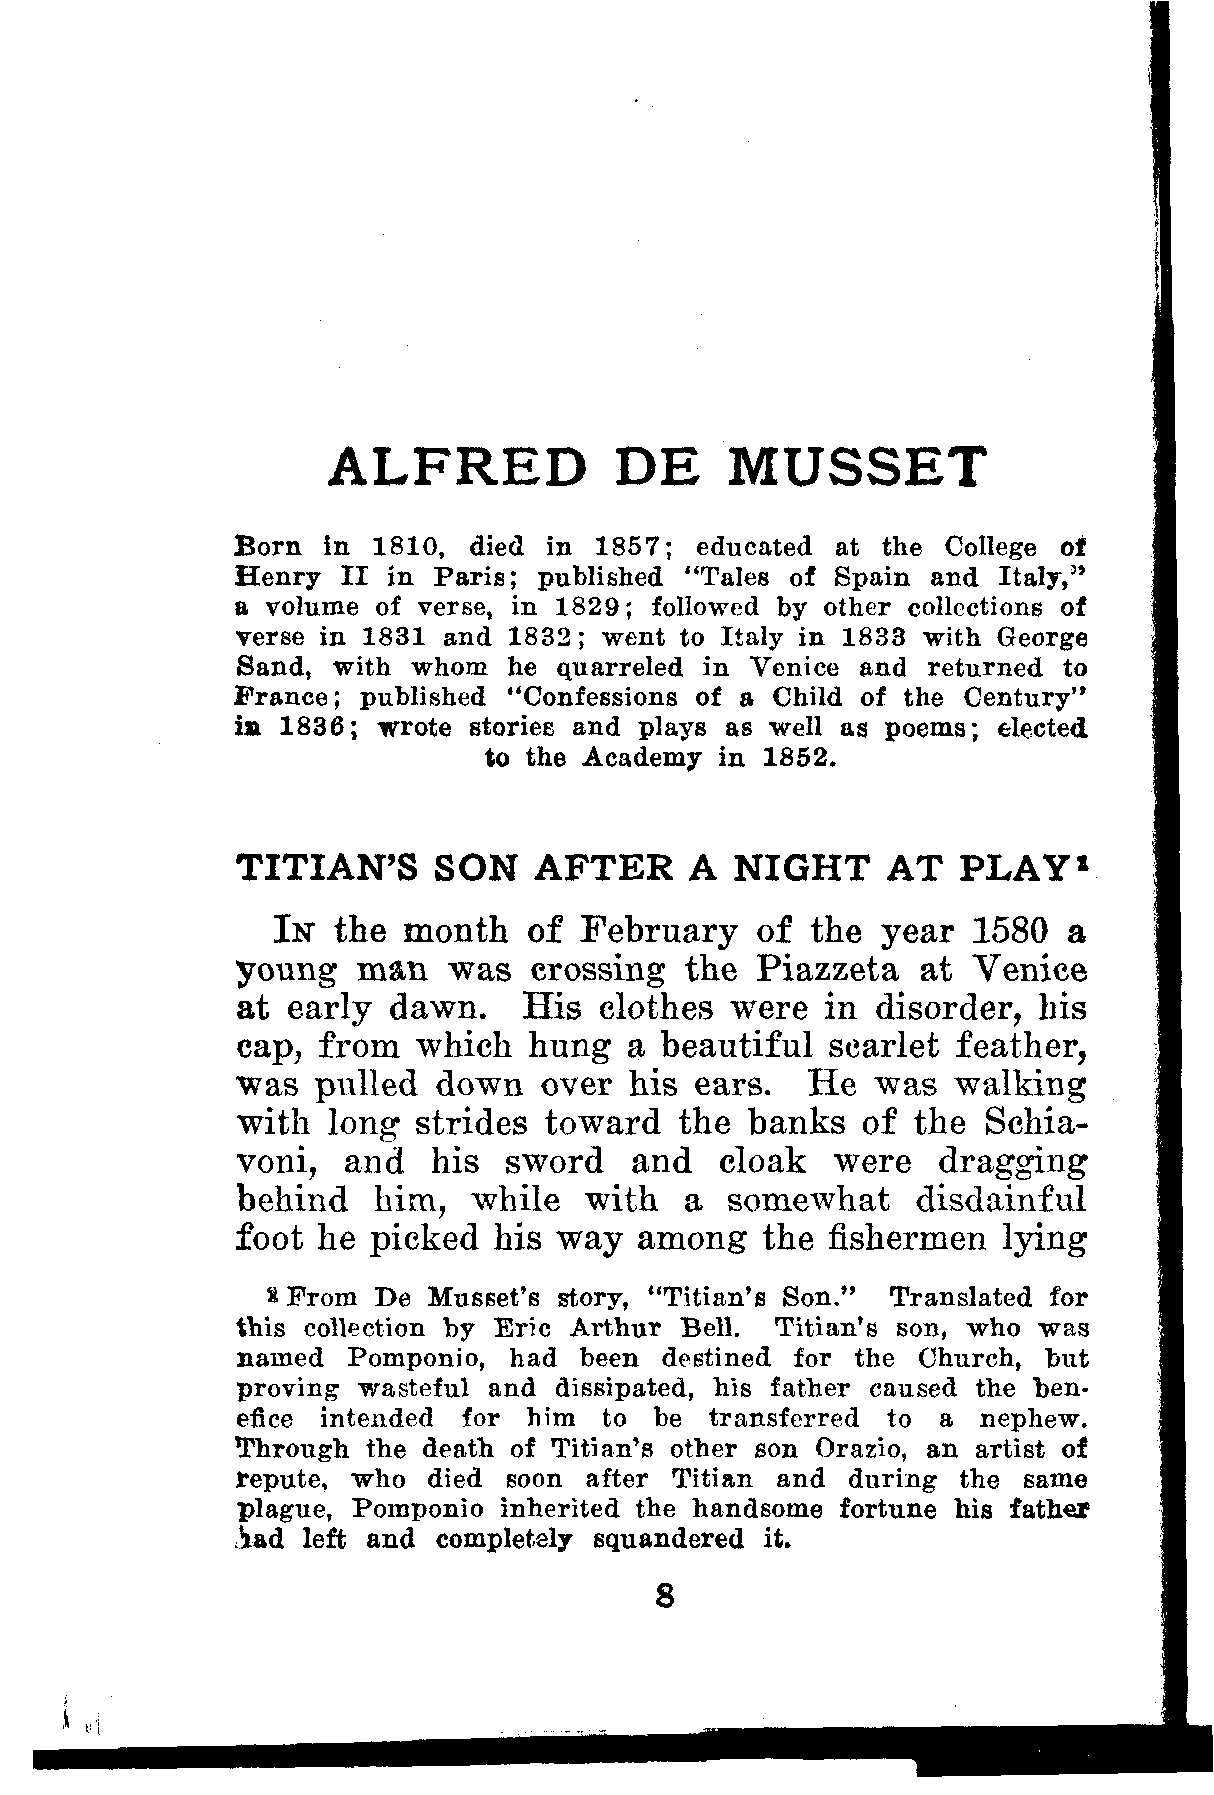 ALFRED DE MUSSET
Born in 1810, died in 1857; educated at the College of
Henry II in Paris; published "Tales of Spain and Italy,"
a volume of verse, in 1829; followed by other collections of
verse in 1831 and 1832; went to Italy in 1833 with George
Sand, with whom he quarreled in Venice and returned to
France; published "Confessions of a Child of the Century"
in 1836; wrote stories and plays as well as poems; elected
to the Academy in 1852.
TITIAN'S SON AFTER A NIGHT AT PLAY¹
IN the month of February of the year 1580 a
young man was crossing the Piazzeta at Venice
at early dawn. His clothes were in disorder, his
cap, from which hung a beautiful scarlet feather,
was pulled down over his ears. He was walking
with long strides toward the banks of the Schia-
voni, and his sword and cloak were dragging
behind him, while with a somewhat disdainful
foot he picked his way among the fishermen lying
¹ From De Musset's story, "Titian's Son." Translated for
this collection by Eric Arthur Bell. Titian's son, who was
named Pomponio, had been destined for the Church, but
proving wasteful and dissipated, his father caused the ben-
efice intended for him to be transferred to a nephew.
Through the death of Titian's other son Orazio, an artist of
repute, who died soon after Titian and during the same
plague, Pomponio inherited the handsome fortune his father
had left and completely squandered it.
8